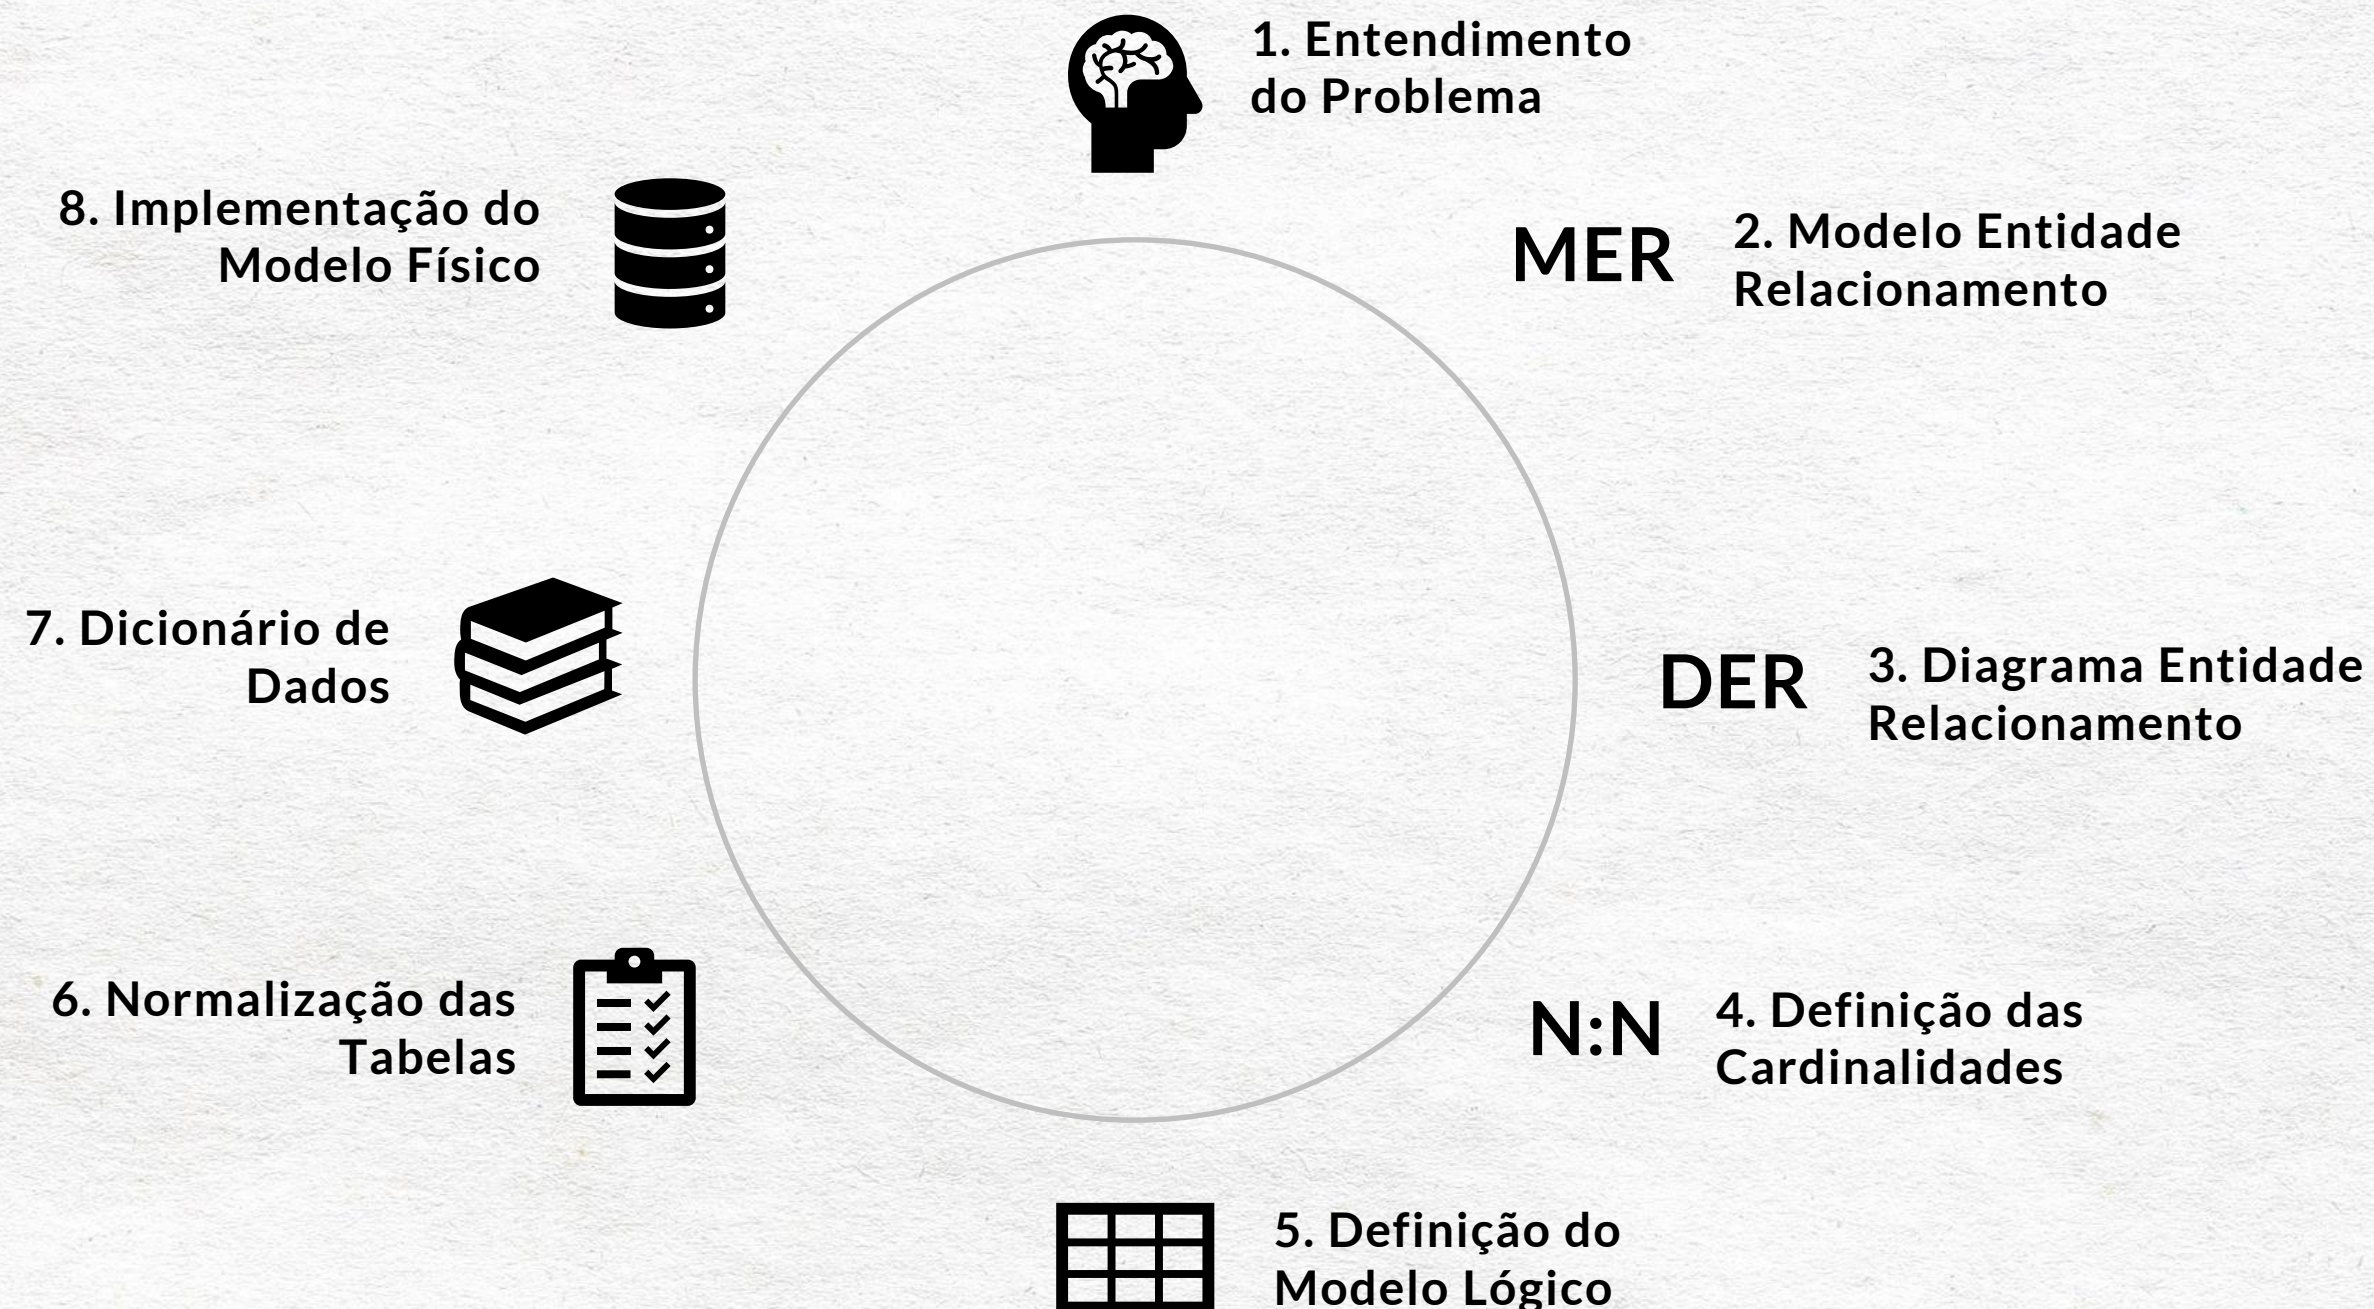 1. Entendimento
do Problema
MER
2. Modelo Entidade
Relacionamento
DER
3. Diagrama Entidade
Relacionamento
N:N
4. Definição das
Cardinalidades
5. Definição do
Modelo Lógico
6. Normalização das
Tabelas
7. Dicionário de
Dados
8. Implementação do
Modelo Físico